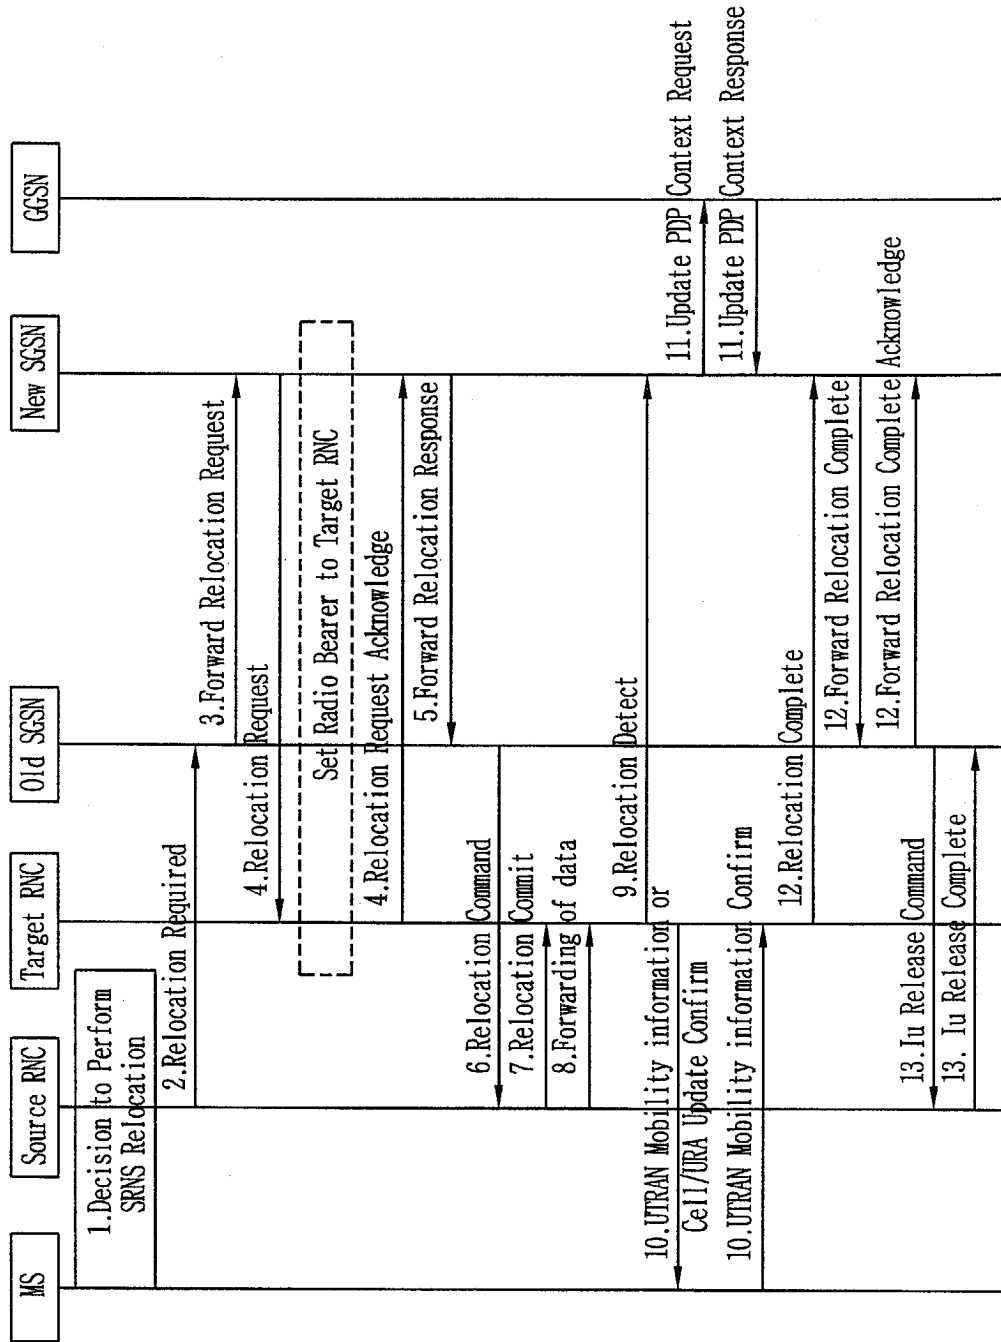 MS
Source RNC
Target RNC
Old SGSN
New SGSN
GGSN
1.Decision to Perform
SRNS Relocation
2.Relocation Required
3.Forward Relocation Request
4.Relocation Request
Set Radio Bearer to Target RNC
4.Relocation Request Acknowledge
5.Forward Relocation Response
6.Relocation Command
7.Relocation Commit
8.Forwarding of data
9.Relocation Detect
10.UTRAN Mobility information or
Cell/URA Update Confirm
11.Update PDP Context Request
11.Update PDP Context Response
10.UTRAN Mobility information Confirm
12.Relocation Complete
12.Forward Relocation Complete
12.Forward Relocation Complete Acknowledge
13.Iu Release Command
13. Iu Release Complete